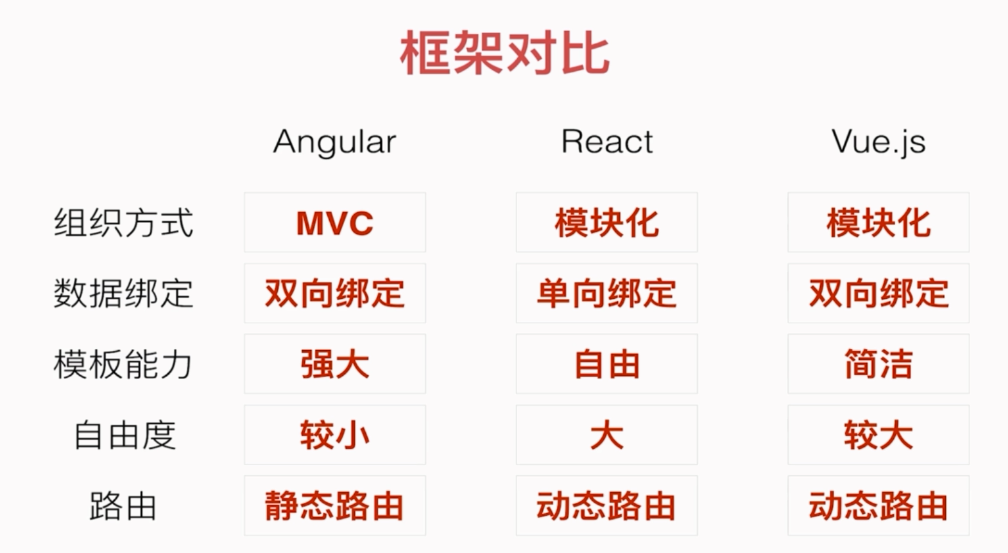 框架对比
Angular React Vue.js
组织方式 MVC 模块化 模块化
数据绑定 双向绑定 单向绑定 双向绑定
模板能力 强大 自由 简洁
自由度 较小 大 较大
路由 静态路由 动态路由 动态路由